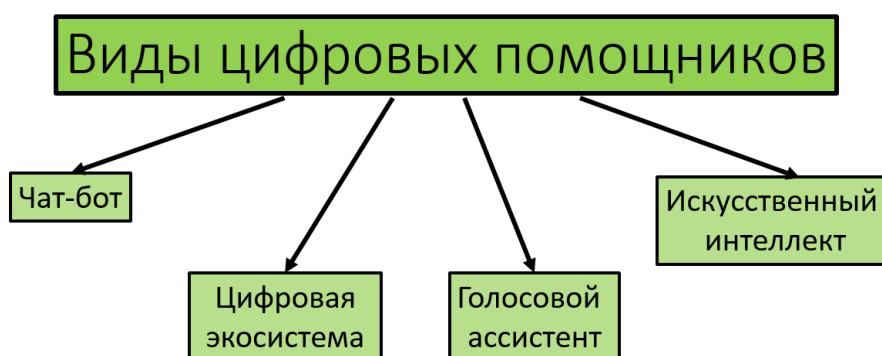 Виды цифровых помощников
Чат-бот
Искусственный
интеллект
Цифровая
экосистема
Голосовой
ассистент